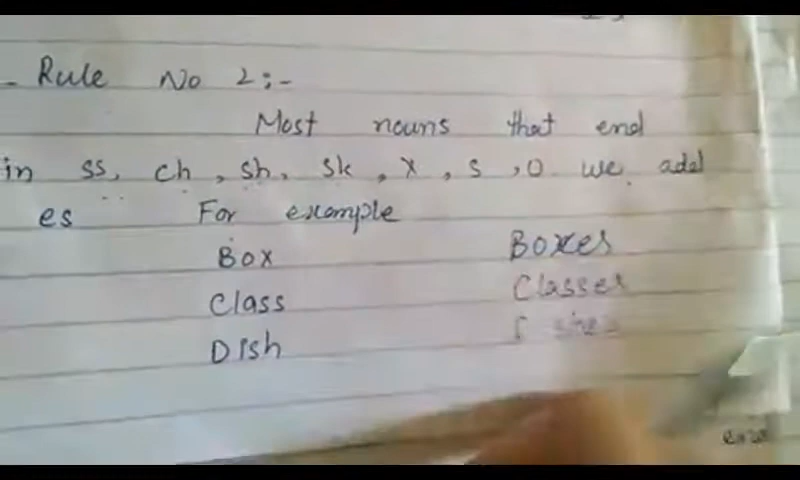 - Rule No 2:-
Most nouns that end
in ss, ch, sh, sk, x, s, o we add
es For example
Box Boxes
Class Classes
Dish